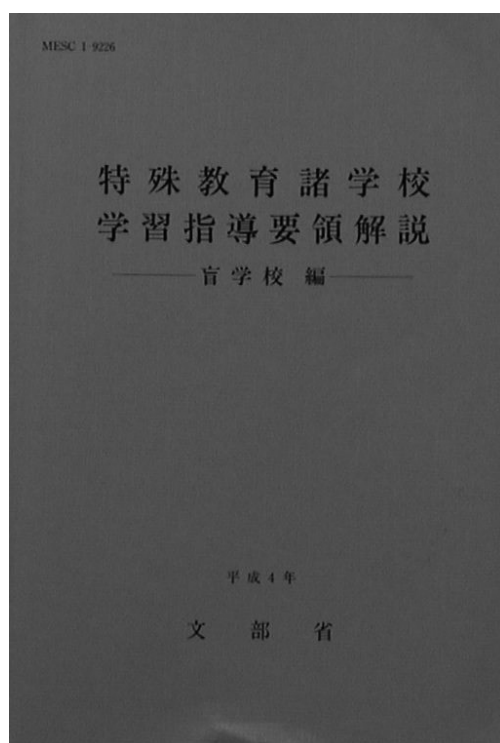 MESC 1-9226
特殊教育諸学校
学習指導要領解説
盲学校 編
平成4年
文部省